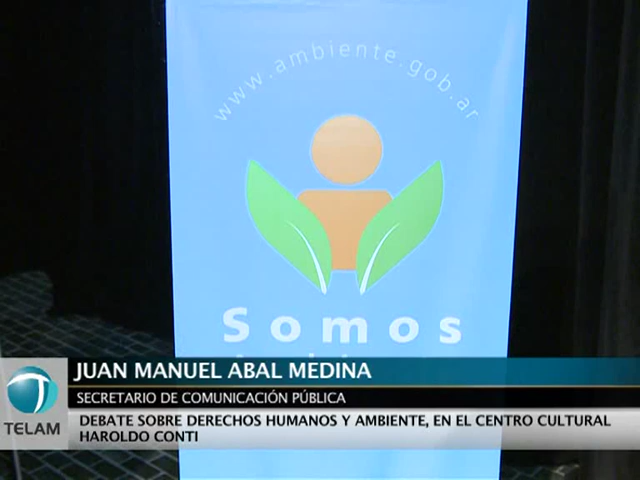 www.ambiente.gob.ar
Somos
JUAN MANUEL ABAL MEDINA
SECRETARIO DE COMUNICACIÓN PÚBLICA
TELAM
DEBATE SOBRE DERECHOS HUMANOS Y AMBIENTE, EN EL CENTRO CULTURAL
HAROLDO CONTI